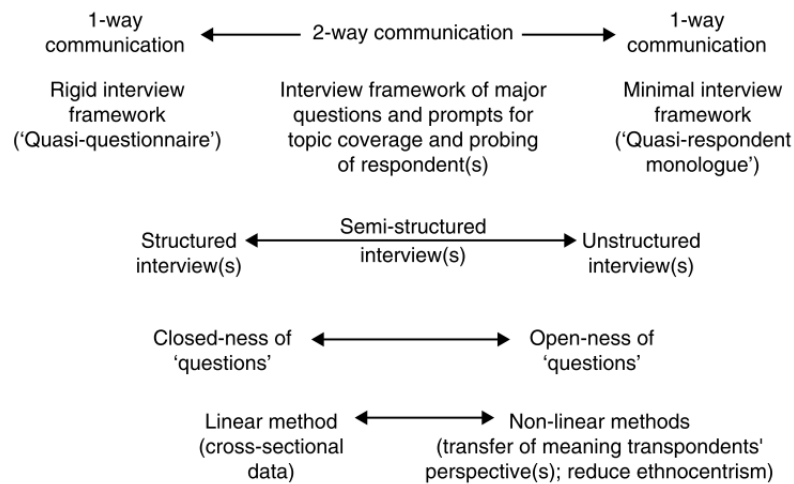 1-way
communication
2-way communication
1-way
communication
Rigid interview
framework
(‘Quasi-questionnaire’)
Interview framework of major
questions and prompts for
topic coverage and probing
of respondent(s)
Minimal interview
framework
(‘Quasi-respondent
monologue’)
Structured
interview(s)
Semi-structured
interview(s)
Unstructured
interview(s)
Closed-ness of
‘questions’
Open-ness of
‘questions’
Linear method
(cross-sectional
data)
Non-linear methods
(transfer of meaning transpondents'
perspective(s); reduce ethnocentrism)